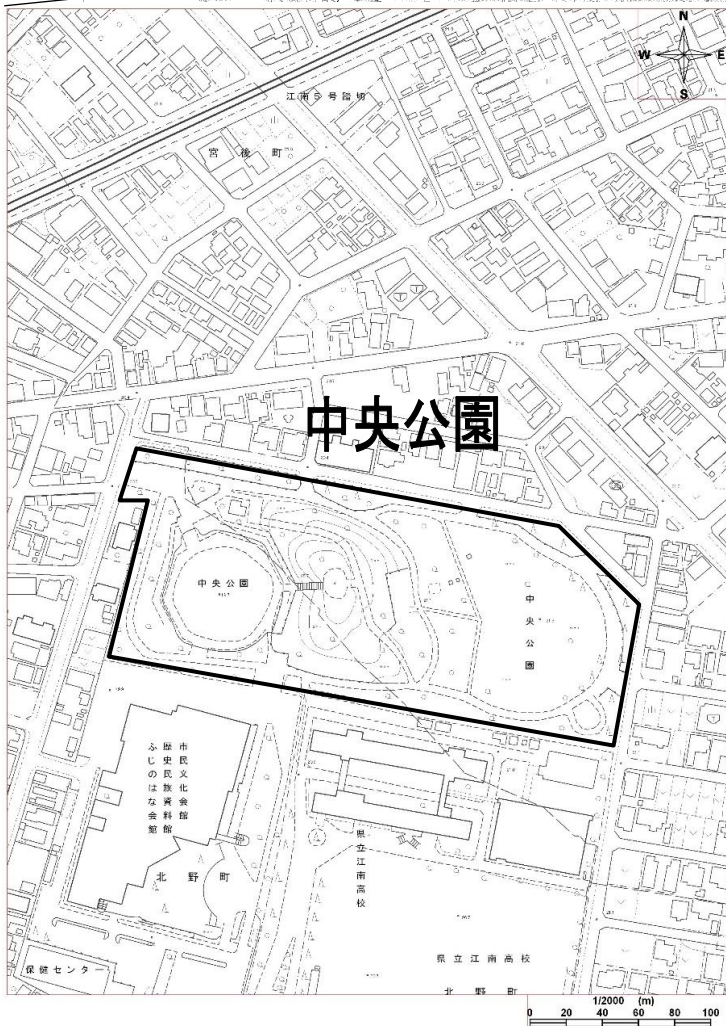 N
W E
S
江南5号踏切
宮後町
中央公園
中央公園
中央公園
市民文化会館
歴史民族資料館
ふじのはな会館
北野町
県立江南高校
県立江南高校
北野町
保健センター
1/2000 (m)
0 20 40 60 80 100